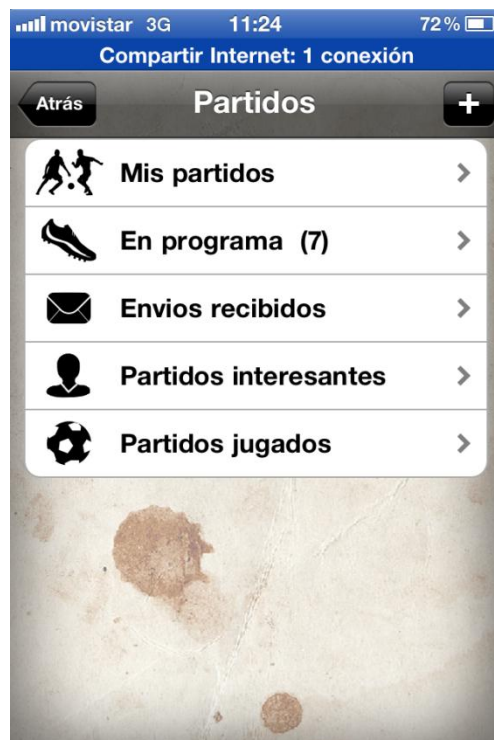 movistar 3G 11:24 72%
Compartir Internet: 1 conexión
Atrás Partidos +
Mis partidos
En programa (7)
Envios recibidos
Partidos interesantes
Partidos jugados